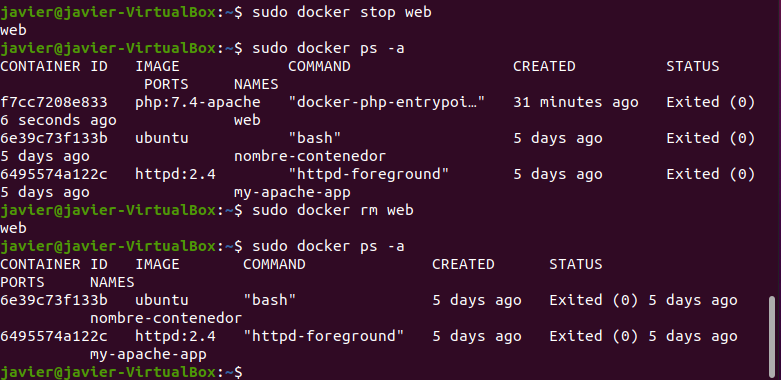 javier@javier-VirtualBox:~$ sudo docker stop web
web
javier@javier-VirtualBox:~$ sudo docker ps -a
CONTAINER ID   IMAGE            COMMAND                  CREATED          STATUS
                PORTS     NAMES
f7cc7208e833   php:7.4-apache   "docker-php-entrypoi…"   31 minutes ago   Exited (0)
6 seconds ago             web
6e39c73f133b   ubuntu           "bash"                   5 days ago       Exited (0)
5 days ago                nombre-contenedor
6495574a122c   httpd:2.4        "httpd-foreground"       5 days ago       Exited (0)
5 days ago                my-apache-app
javier@javier-VirtualBox:~$ sudo docker rm web
web
javier@javier-VirtualBox:~$ sudo docker ps -a
CONTAINER ID   IMAGE       COMMAND              CREATED      STATUS
PORTS     NAMES
6e39c73f133b   ubuntu      "bash"               5 days ago   Exited (0) 5 days ago
          nombre-contenedor
6495574a122c   httpd:2.4   "httpd-foreground"   5 days ago   Exited (0) 5 days ago
          my-apache-app
javier@javier-VirtualBox:~$